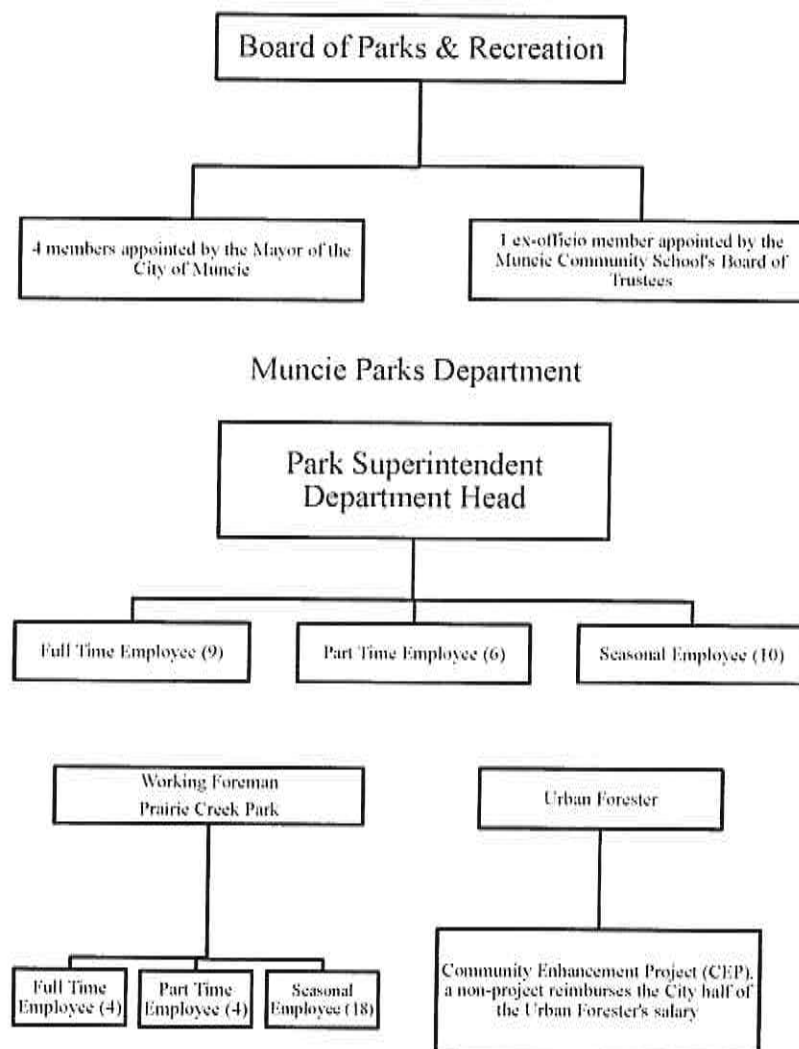 Board of Parks & Recreation
4 members appointed by the Mayor of the
City of Muncie
1 ex-officio member appointed by the
Muncie Community School's Board of
Trustees
Muncie Parks Department
Park Superintendent
Department Head
Full Time Employee (9)
Part Time Employee (6)
Seasonal Employee (10)
Working Foreman
Prairie Creek Park
Urban Forester
Full Time
Employee (4)
Part Time
Employee (4)
Seasonal
Employee (18)
Community Enhancement Project (CEP),
a non-project reimburses the City half of
the Urban Forester's salary